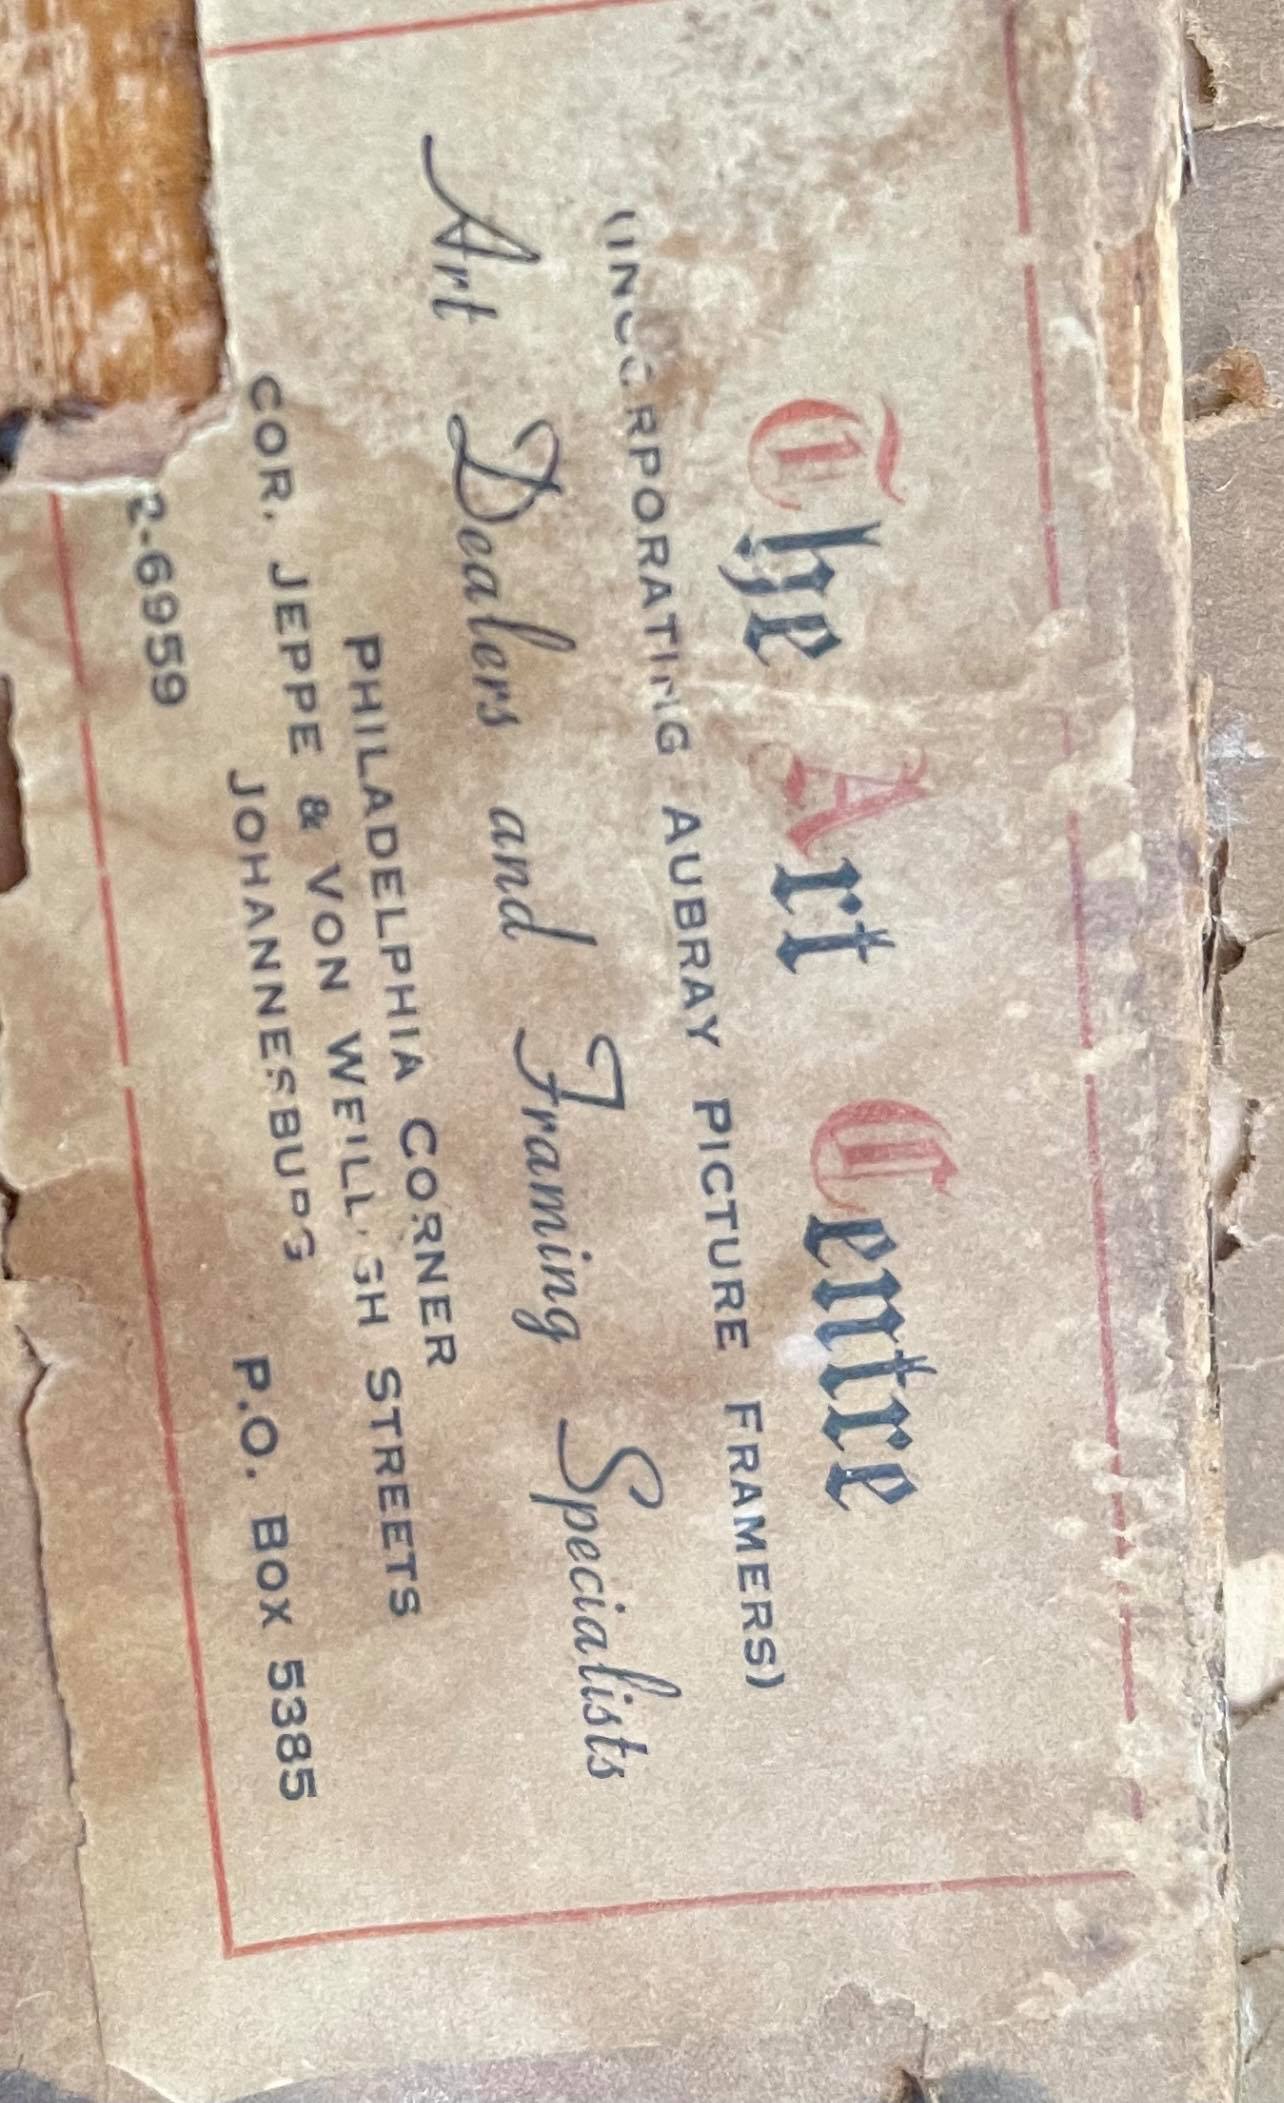 The Art Centre
(INCORPORATING AUBRAY PICTURE FRAMERS)
Art Dealers and Framing Specialists
PHILADELPHIA CORNER
COR. JEPPE & VON WEILLIGH STREETS
JOHANNESBURG
P.O. BOX 5385
2-6959